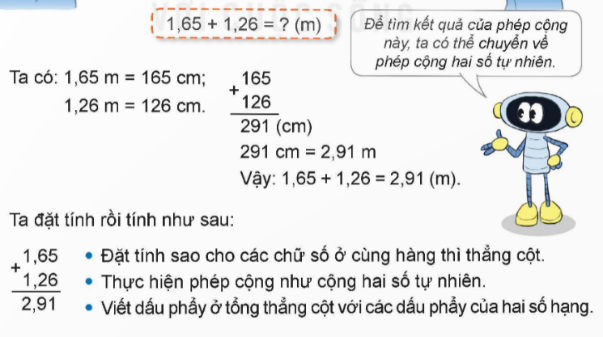 1,65 + 1,26 = ? (m)
Để tìm kết quả của phép cộng
này, ta có thể chuyển về
phép cộng hai số tự nhiên.
Ta có: 1,65 m = 165 cm;
1,26 m = 126 cm.
165
+
126
291 (cm)
291 cm = 2,91 m
Vậy: 1,65 + 1,26 = 2,91 (m).
Ta đặt tính rồi tính như sau:
1,65
+
1,26
2,91
• Đặt tính sao cho các chữ số ở cùng hàng thì thẳng cột.
• Thực hiện phép cộng như cộng hai số tự nhiên.
• Viết dấu phẩy ở tổng thẳng cột với các dấu phẩy của hai số hạng.